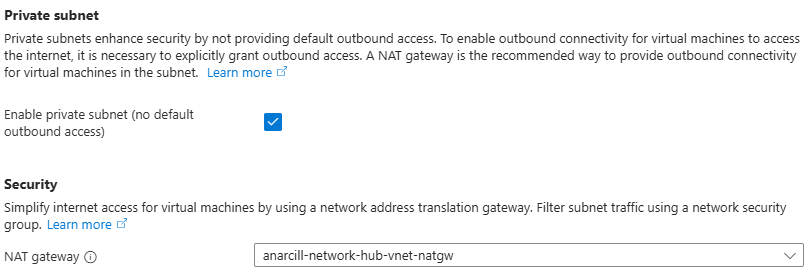 Private subnet
Private subnets enhance security by not providing default outbound access. To enable outbound connectivity for virtual machines to access
the internet, it is necessary to explicitly grant outbound access. A NAT gateway is the recommended way to provide outbound connectivity
for virtual machines in the subnet. Learn more
Enable private subnet (no default
outbound access)
Security
Simplify internet access for virtual machines by using a network address translation gateway. Filter subnet traffic using a network security
group. Learn more
NAT gateway anarcill-network-hub-vnet-natgw